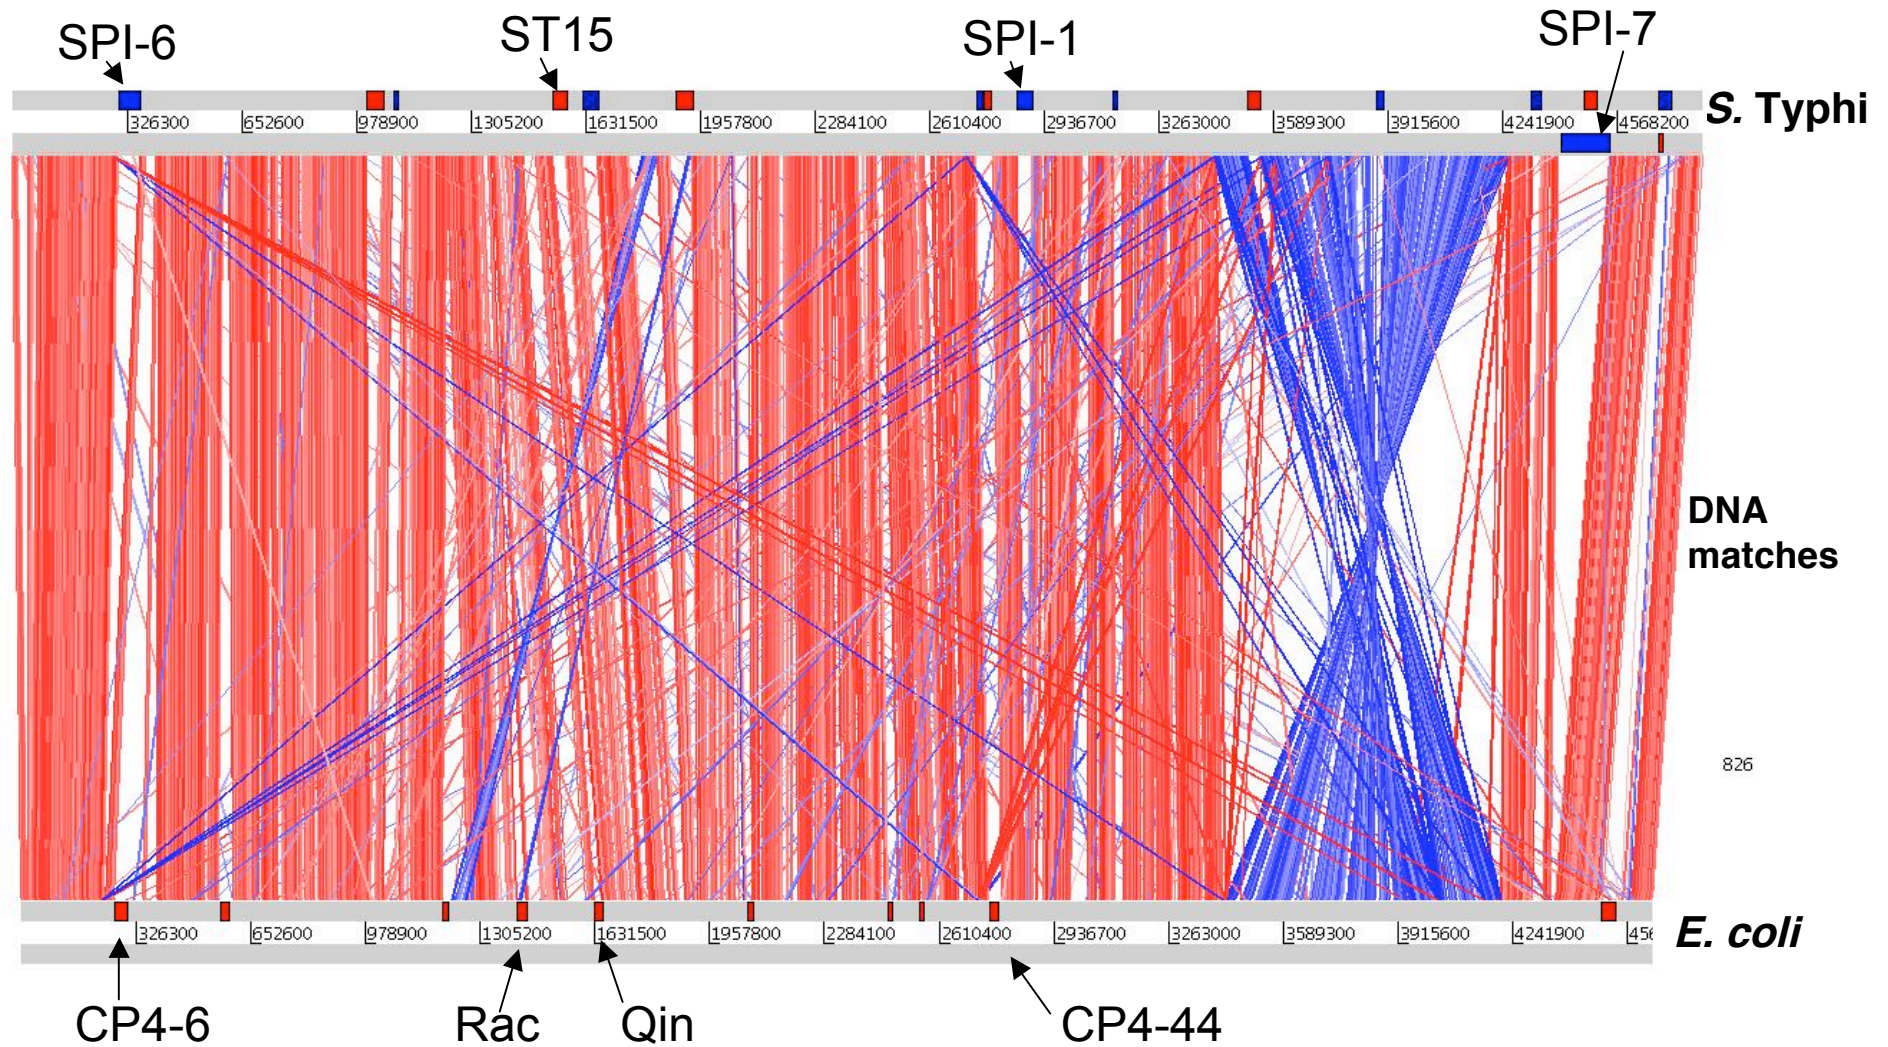 SPI-6
ST15
SPI-1
SPI-7
326300 652600 978900 1305200 1631500 1957800 2284100 2610400 2936700 3263000 3589300 3915600 4241900 4568200
S. Typhi
DNA
matches
826
326300 652600 978900 1305200 1631500 1957800 2284100 2610400 2936700 3263000 3589300 3915600 4241900 456
E. coli
CP4-6
Rac
Qin
CP4-44